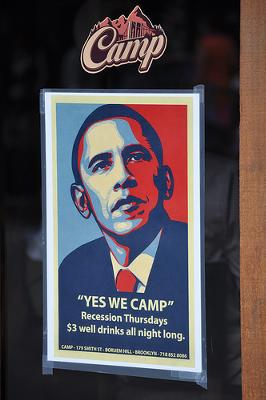 Camp
"YES WE CAMP"
Recession Thursdays
$3 well drinks all night long.
CAMP - 179 SMITH ST - BOREUM HILL - BROOKLYN - 718 852 8086